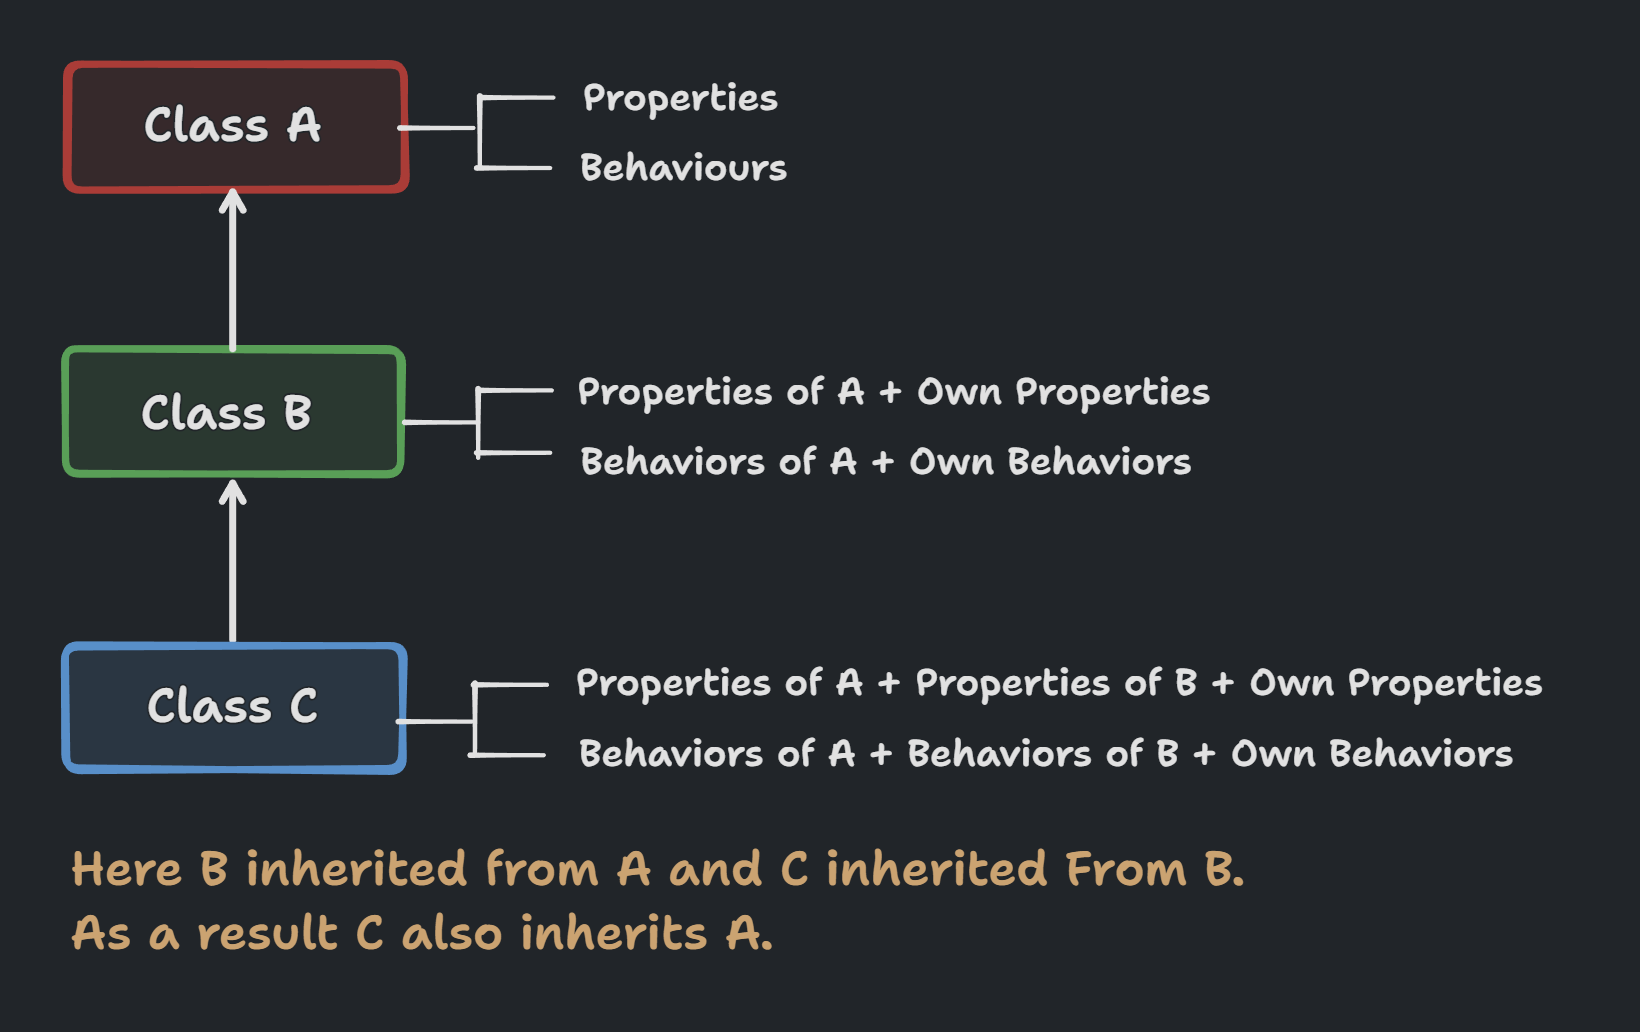 Class A
Properties
Behaviours
Class B
Properties of A + Own Properties
Behaviors of A + Own Behaviors
Class C
Properties of A + Properties of B + Own Properties
Behaviors of A + Behaviors of B + Own Behaviors
Here B inherited from A and C inherited From B.
As a result C also inherits A.